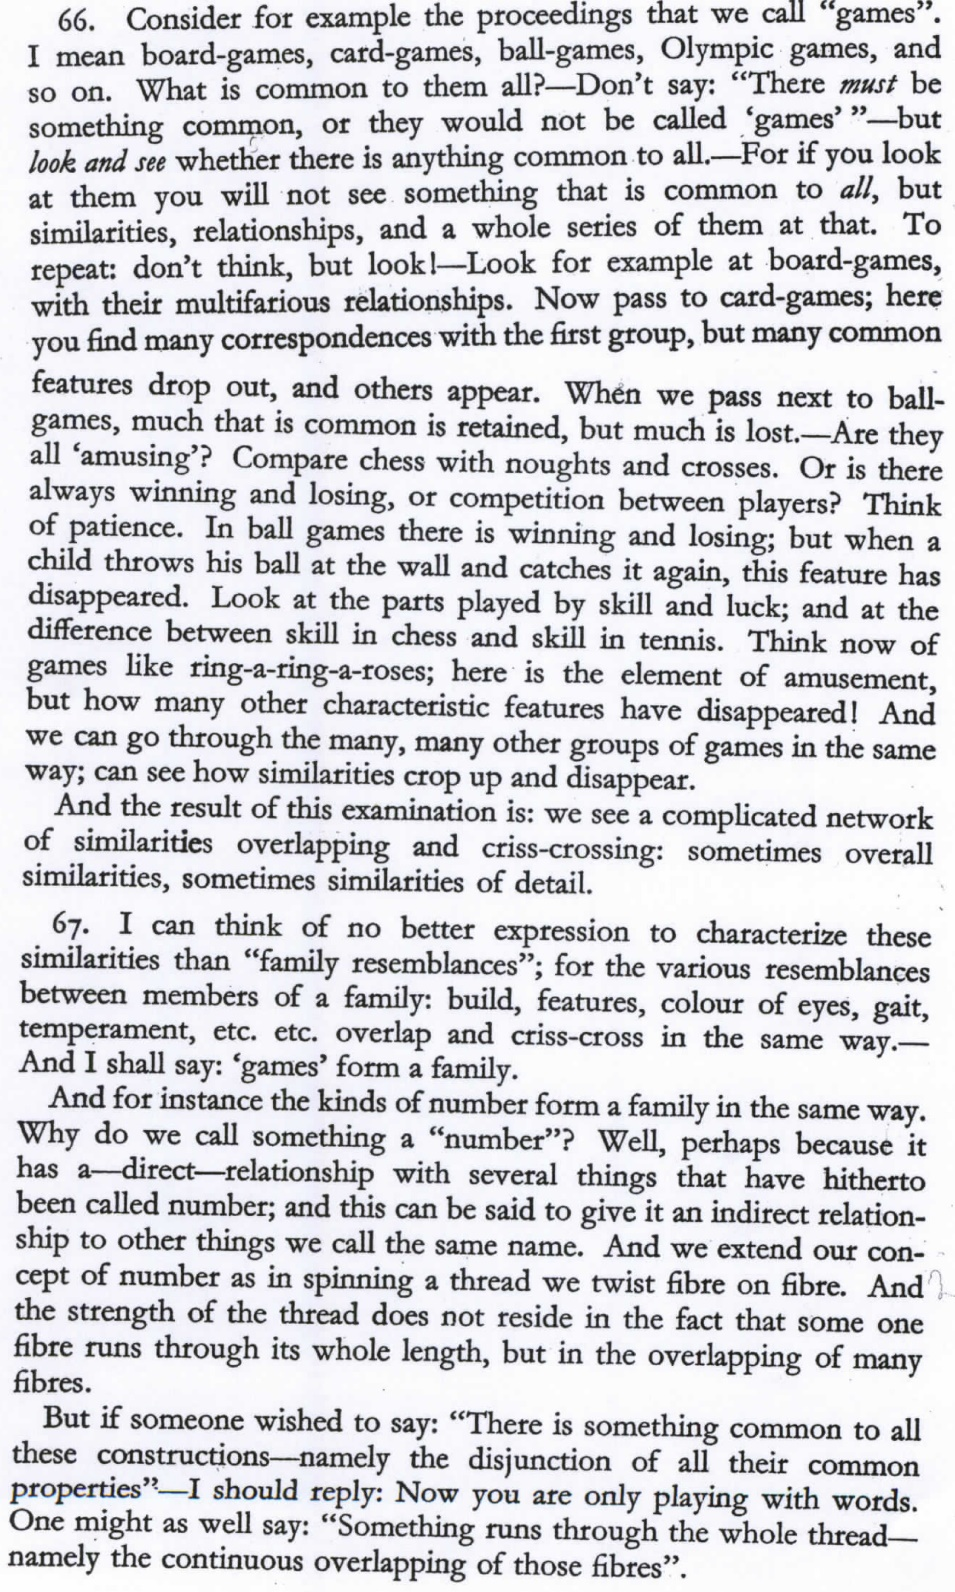 66. Consider for example the proceedings that we call “games”.
I mean board-games, card-games, ball-games, Olympic games, and
so on. What is common to them all?—Don’t say: “There must be
something common, or they would not be called ‘games’ ”—but
look and see whether there is anything common to all.—For if you look
at them you will not see something that is common to all, but
similarities, relationships, and a whole series of them at that. To
repeat: don’t think, but look!—Look for example at board-games,
with their multifarious relationships. Now pass to card-games; here
you find many correspondences with the first group, but many common
features drop out, and others appear. When we pass next to ball-
games, much that is common is retained, but much is lost.—Are they
all ‘amusing’? Compare chess with noughts and crosses. Or is there
always winning and losing, or competition between players? Think
of patience. In ball games there is winning and losing; but when a
child throws his ball at the wall and catches it again, this feature has
disappeared. Look at the parts played by skill and luck; and at the
difference between skill in chess and skill in tennis. Think now of
games like ring-a-ring-a-roses; here is the element of amusement,
but how many other characteristic features have disappeared! And
we can go through the many, many other groups of games in the same
way; can see how similarities crop up and disappear.
And the result of this examination is: we see a complicated network
of similarities overlapping and criss-crossing: sometimes overall
similarities, sometimes similarities of detail.
67. I can think of no better expression to characterize these
similarities than “family resemblances”; for the various resemblances
between members of a family: build, features, colour of eyes, gait,
temperament, etc. etc. overlap and criss-cross in the same way.—
And I shall say: ‘games’ form a family.
And for instance the kinds of number form a family in the same way.
Why do we call something a “number”? Well, perhaps because it
has a—direct—relationship with several things that have hitherto
been called number; and this can be said to give it an indirect relation-
ship to other things we call the same name. And we extend our con-
cept of number as in spinning a thread we twist fibre on fibre. And
the strength of the thread does not reside in the fact that some one
fibre runs through its whole length, but in the overlapping of many
fibres.
But if someone wished to say: “There is something common to all
these constructions—namely the disjunction of all their common
properties”—I should reply: Now you are only playing with words.
One might as well say: “Something runs through the whole thread—
namely the continuous overlapping of those fibres”.